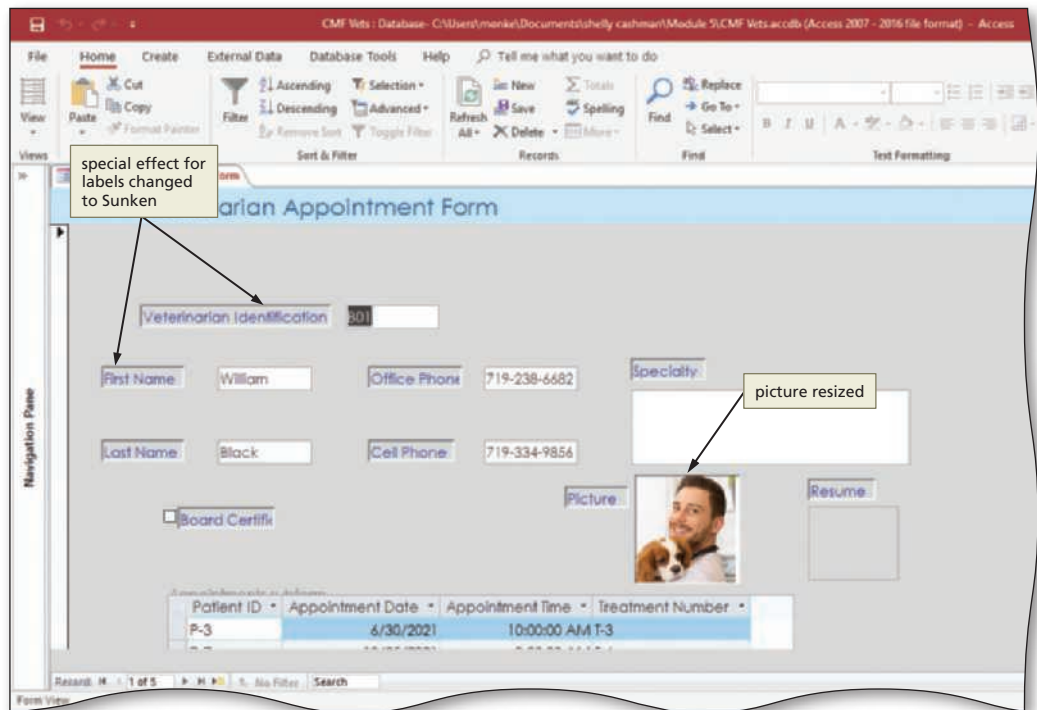 CMF Vets : Database- C:\Users\monke\Documents\shelly cashman\Module 5\CMF Vets.accdb (Access 2007 - 2016 file format) - Access
File Home Create External Data Database Tools Help Tell me what you want to do
View
Paste
Cut
Copy
Format Painter
Filter
Ascending
Descending
Remove Sort
Selection
Advanced
Toggle Filter
Refresh
All
New
Save
Delete
Totals
Spelling
More
Find
Replace
Go To
Select
B I U A
Views Sort & Filter Records Find Text Formatting
special effect for
labels changed
to Sunken
orm
arian Appointment Form
Navigation Pane
Veterinarian Identification B01
First Name William Office Phone 719-238-6682 Specialty
picture resized
Last Name Black Cell Phone 719-334-9856
Picture Resume
Board Certifi
Patient ID Appointment Date Appointment Time Treatment Number
P-3 6/30/2021 10:00:00 AM T-3
Record: 1 of 5 No Filter Search
Form View